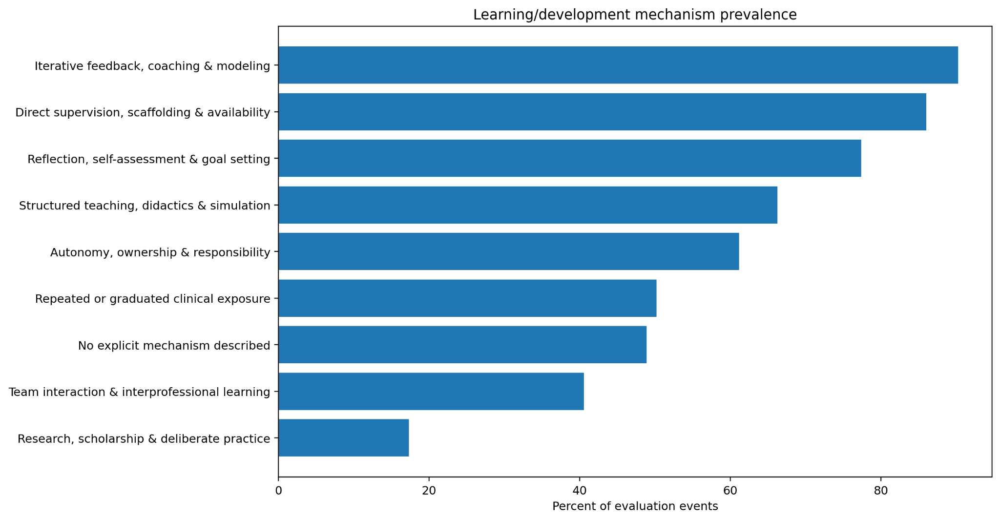 Learning/development mechanism prevalence
Iterative feedback, coaching & modeling
Direct supervision, scaffolding & availability
Reflection, self-assessment & goal setting
Structured teaching, didactics & simulation
Autonomy, ownership & responsibility
Repeated or graduated clinical exposure
No explicit mechanism described
Team interaction & interprofessional learning
Research, scholarship & deliberate practice
0 20 40 60 80
Percent of evaluation events